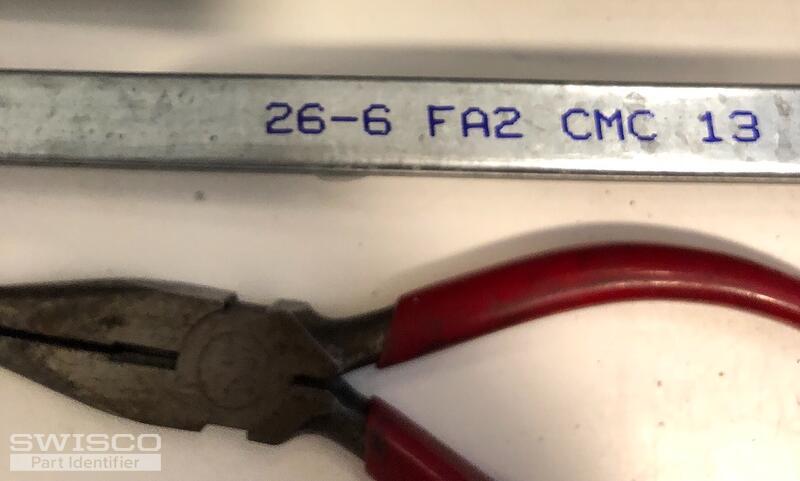 26-6 FA2 CMC 13
SWISCO
Part Identifier